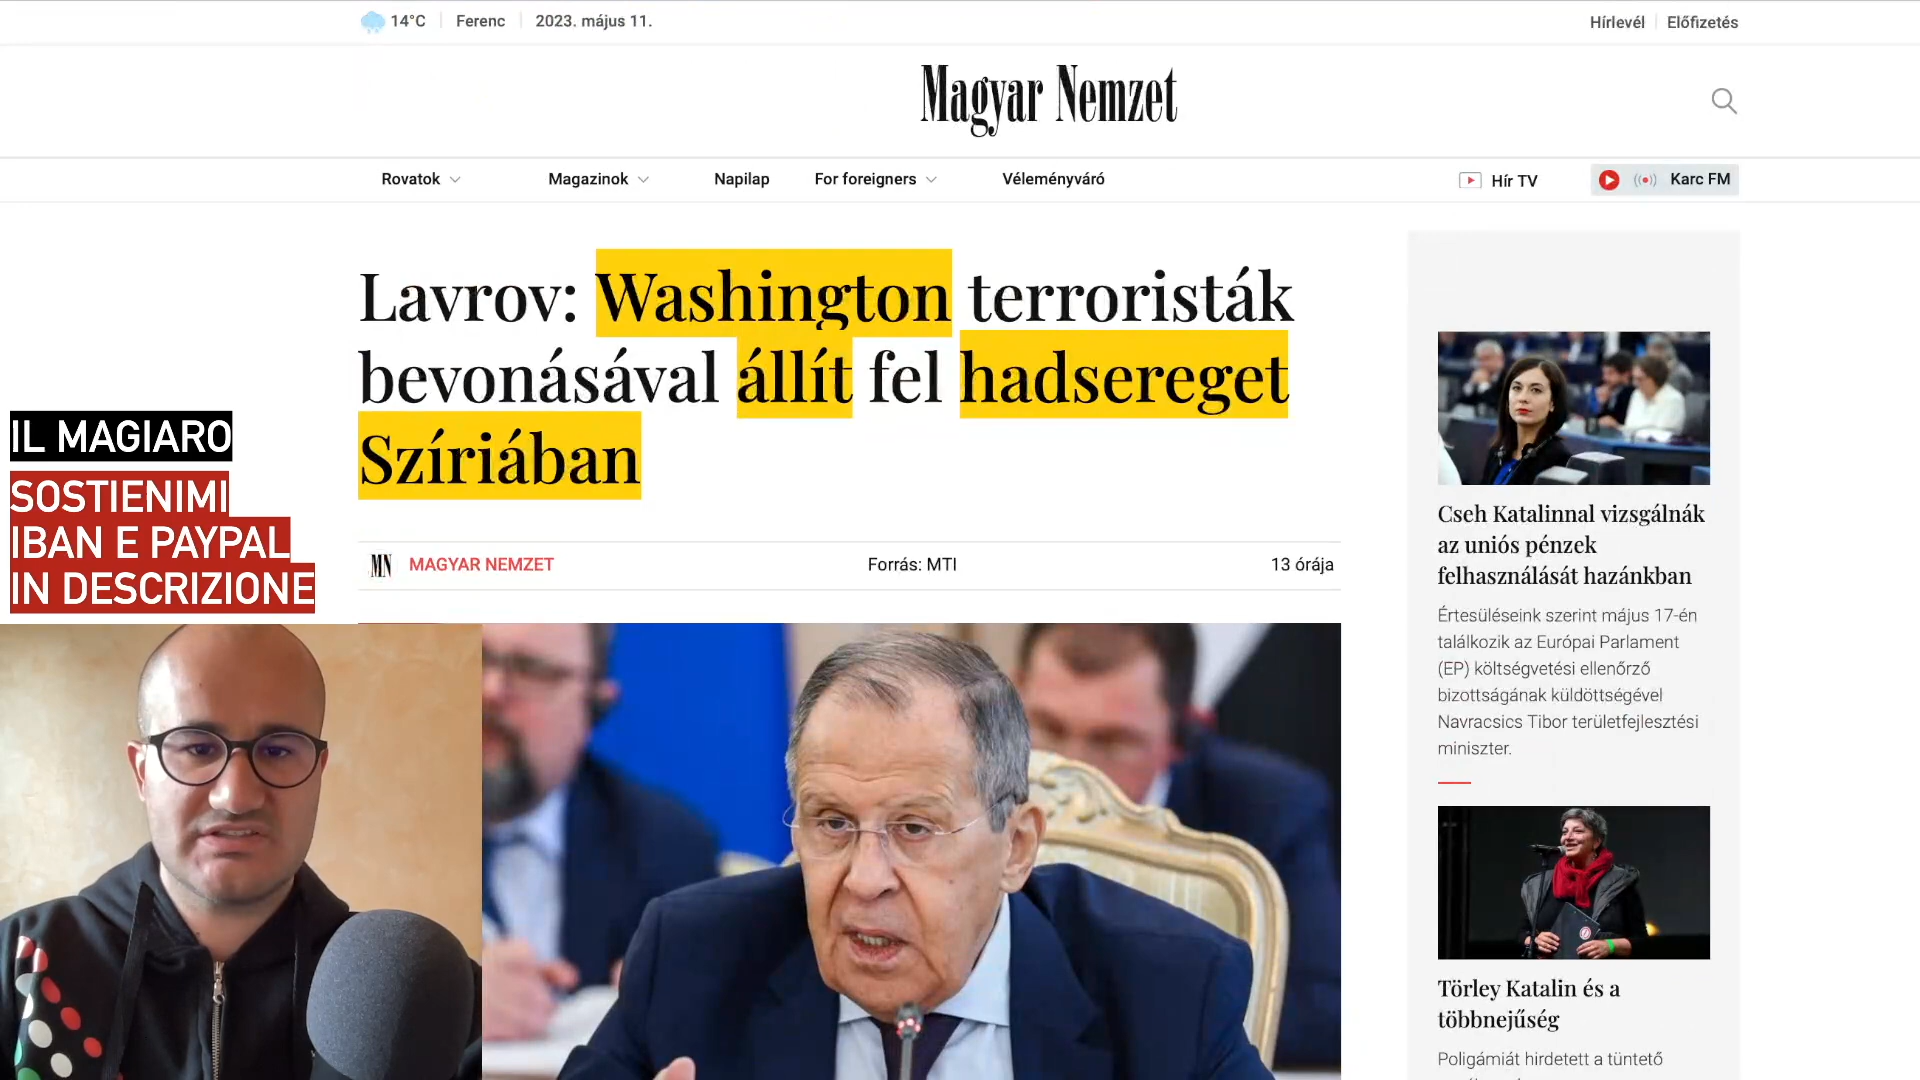 14°C
Ferenc
2023. május 11.
Hírlevél
Előfizetés
Magyar Nemzet
Rovatok
Magazinok
Napilap
For foreigners
Véleményváró
Hír TV
Karc FM
Lavrov: Washington terroristák
bevonásával állít fel hadsereget
Szíriában
MN
MAGYAR NEMZET
Forrás: MTI
13 órája
IL MAGIARO
SOSTIENIMI
IBAN E PAYPAL
IN DESCRIZIONE
Cseh Katalinnal vizsgálnák
az uniós pénzek
felhasználását hazánkban
Értesüléseink szerint május 17-én
találkozik az Európai Parlament
(EP) költségvetési ellenőrző
bizottságának küldöttségével
Navracsics Tibor területfejlesztési
miniszter.
Törley Katalin és a
többnejűség
Poligámiát hirdetett a tüntető